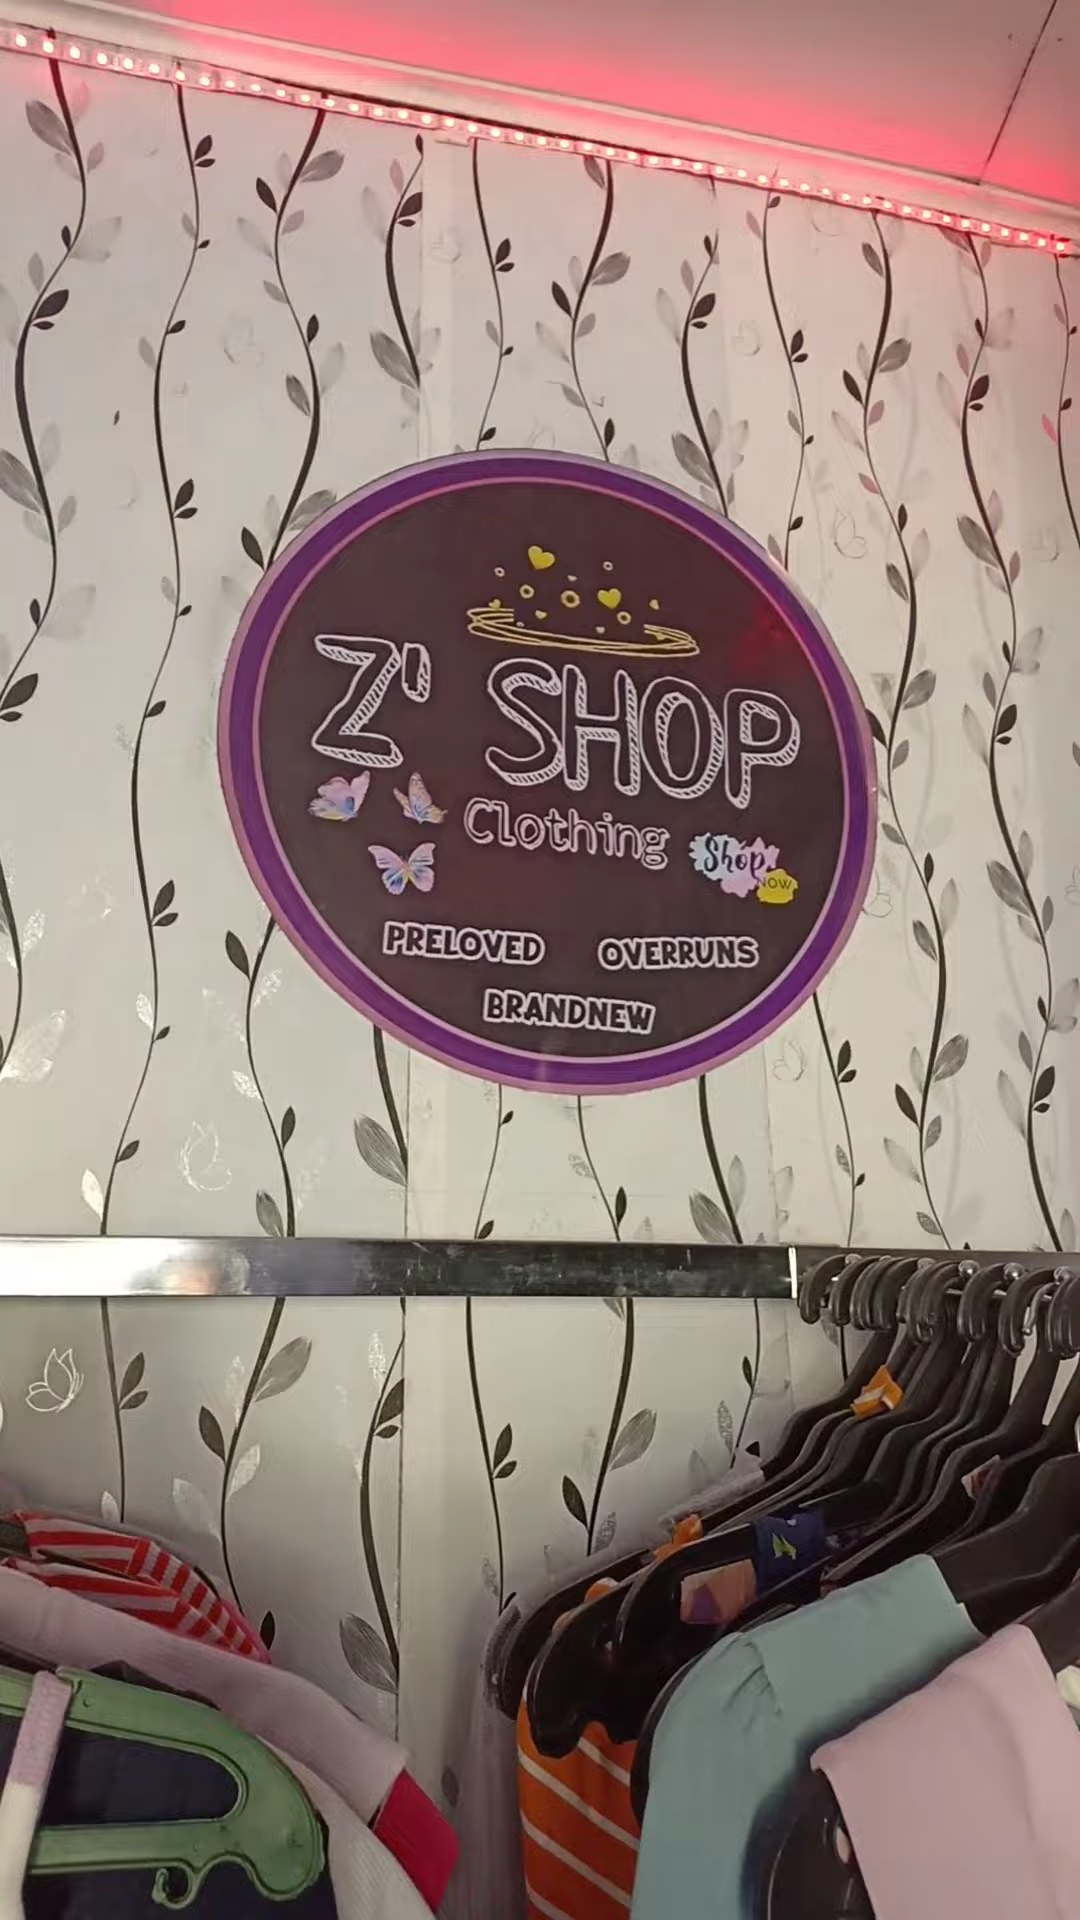 Z' SHOP
Clothing
Shop
NOW
PRELOVED OVERRUNS
BRANDNEW